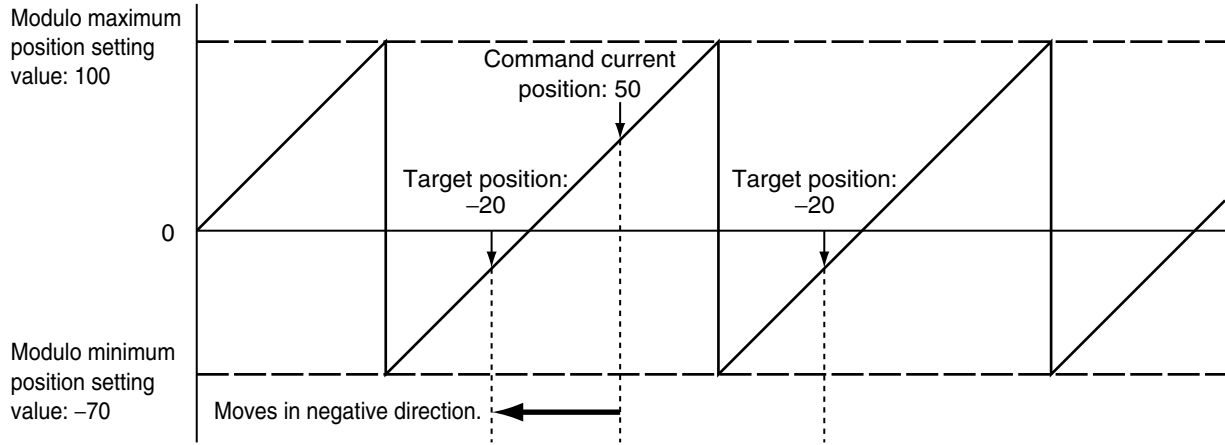 Modulo maximum
position setting
value: 100
Command current
position: 50
Target position:
−20
Target position:
−20
0
Modulo minimum
position setting
value: −70
Moves in negative direction.